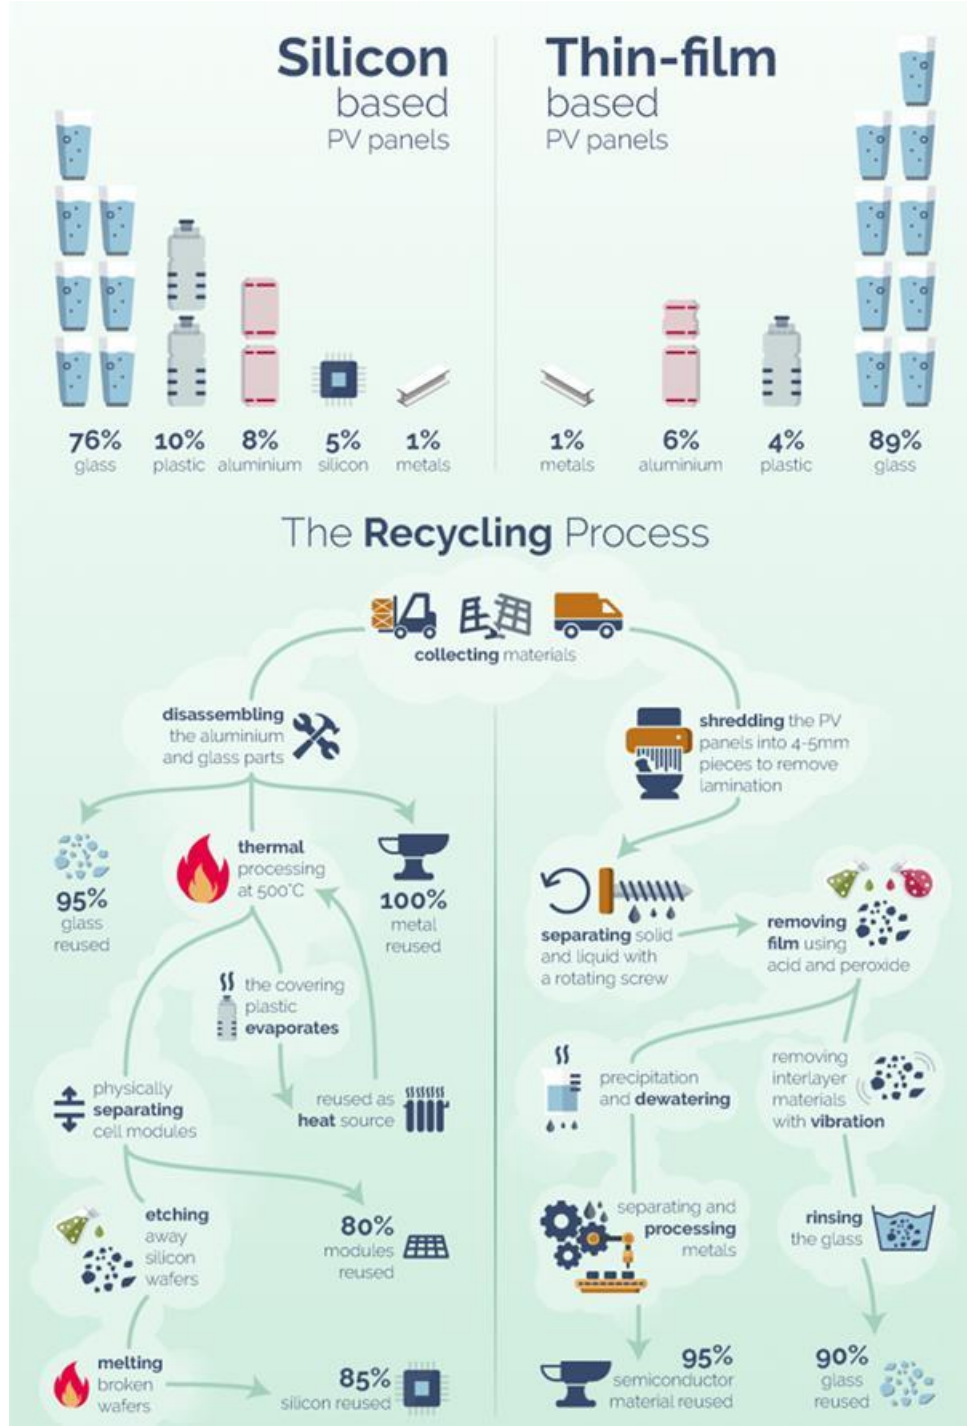 Silicon
based
PV panels
Thin-film
based
PV panels
76%
glass
10%
plastic
8%
aluminium
5%
silicon
1%
metals
1%
metals
6%
aluminium
4%
plastic
89%
glass
The Recycling Process
collecting materials
disassembling
the aluminium
and glass parts
95%
glass
reused
thermal
processing
at 500°C
100%
metal
reused
the covering
plastic
evaporates
reused as
heat source
physically
separating
cell modules
etching
away
silicon
wafers
80%
modules
reused
melting
broken
wafers
85%
silicon reused
shredding the PV
panels into 4-5mm
pieces to remove
lamination
separating solid
and liquid with
a rotating screw
removing
film using
acid and peroxide
precipitation
and dewatering
removing
interlayer
materials
with vibration
separating and
processing
metals
rinsing
the glass
95%
semiconductor
material reused
90%
glass
reused